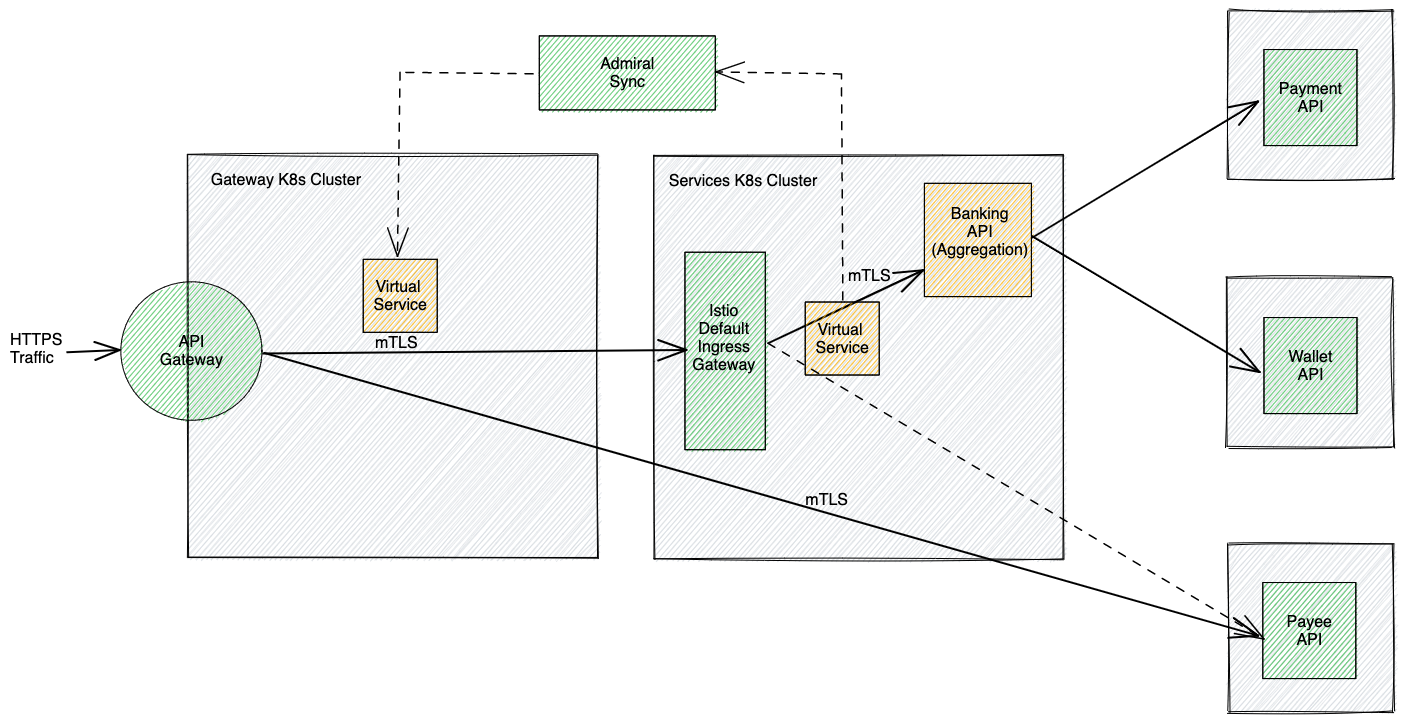 Admiral
Sync
Payment
API
Gateway K8s Cluster
Services K8s Cluster
Banking
API
(Aggregation)
mTLS
Virtual
Service
Istio
Default
Ingress
Gateway
Virtual
Service
HTTPS
Traffic
API
Gateway
mTLS
Wallet
API
mTLS
Payee
API